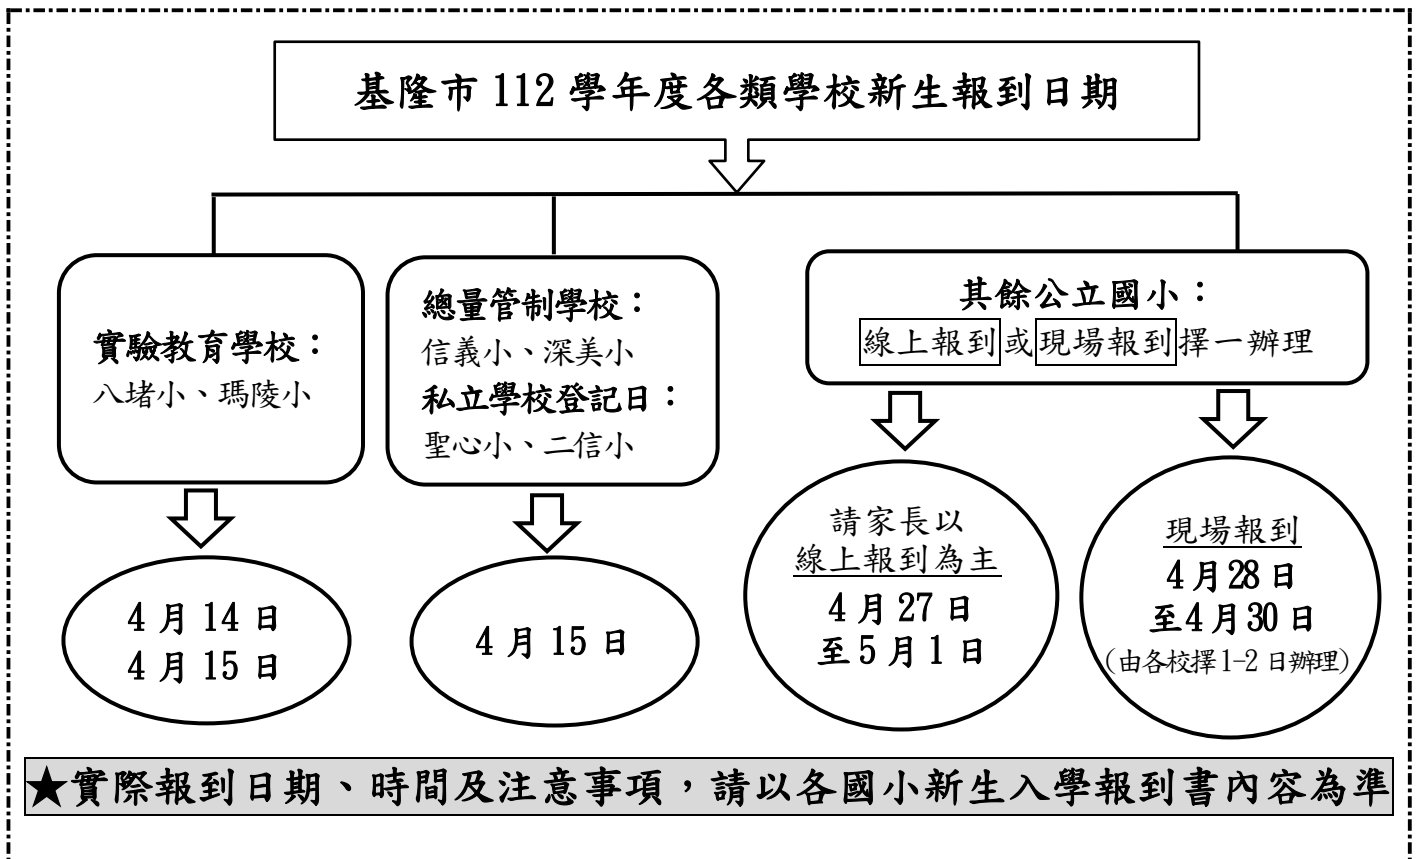 基隆市 112 學年度各類學校新生報到日期
實驗教育學校：
八堵小、瑪陵小
總量管制學校：
信義小、深美小
私立學校登記日：
聖心小、二信小
其餘公立國小：
線上報到或現場報到擇一辦理
4 月 14 日
4 月 15 日
4 月 15 日
請家長以
線上報到為主
4 月 27 日
至 5 月 1 日
現場報到
4 月 28 日
至4 月 30 日
(由各校擇 1-2 日辦理)
★實際報到日期、時間及注意事項，請以各國小新生入學報到書內容為準